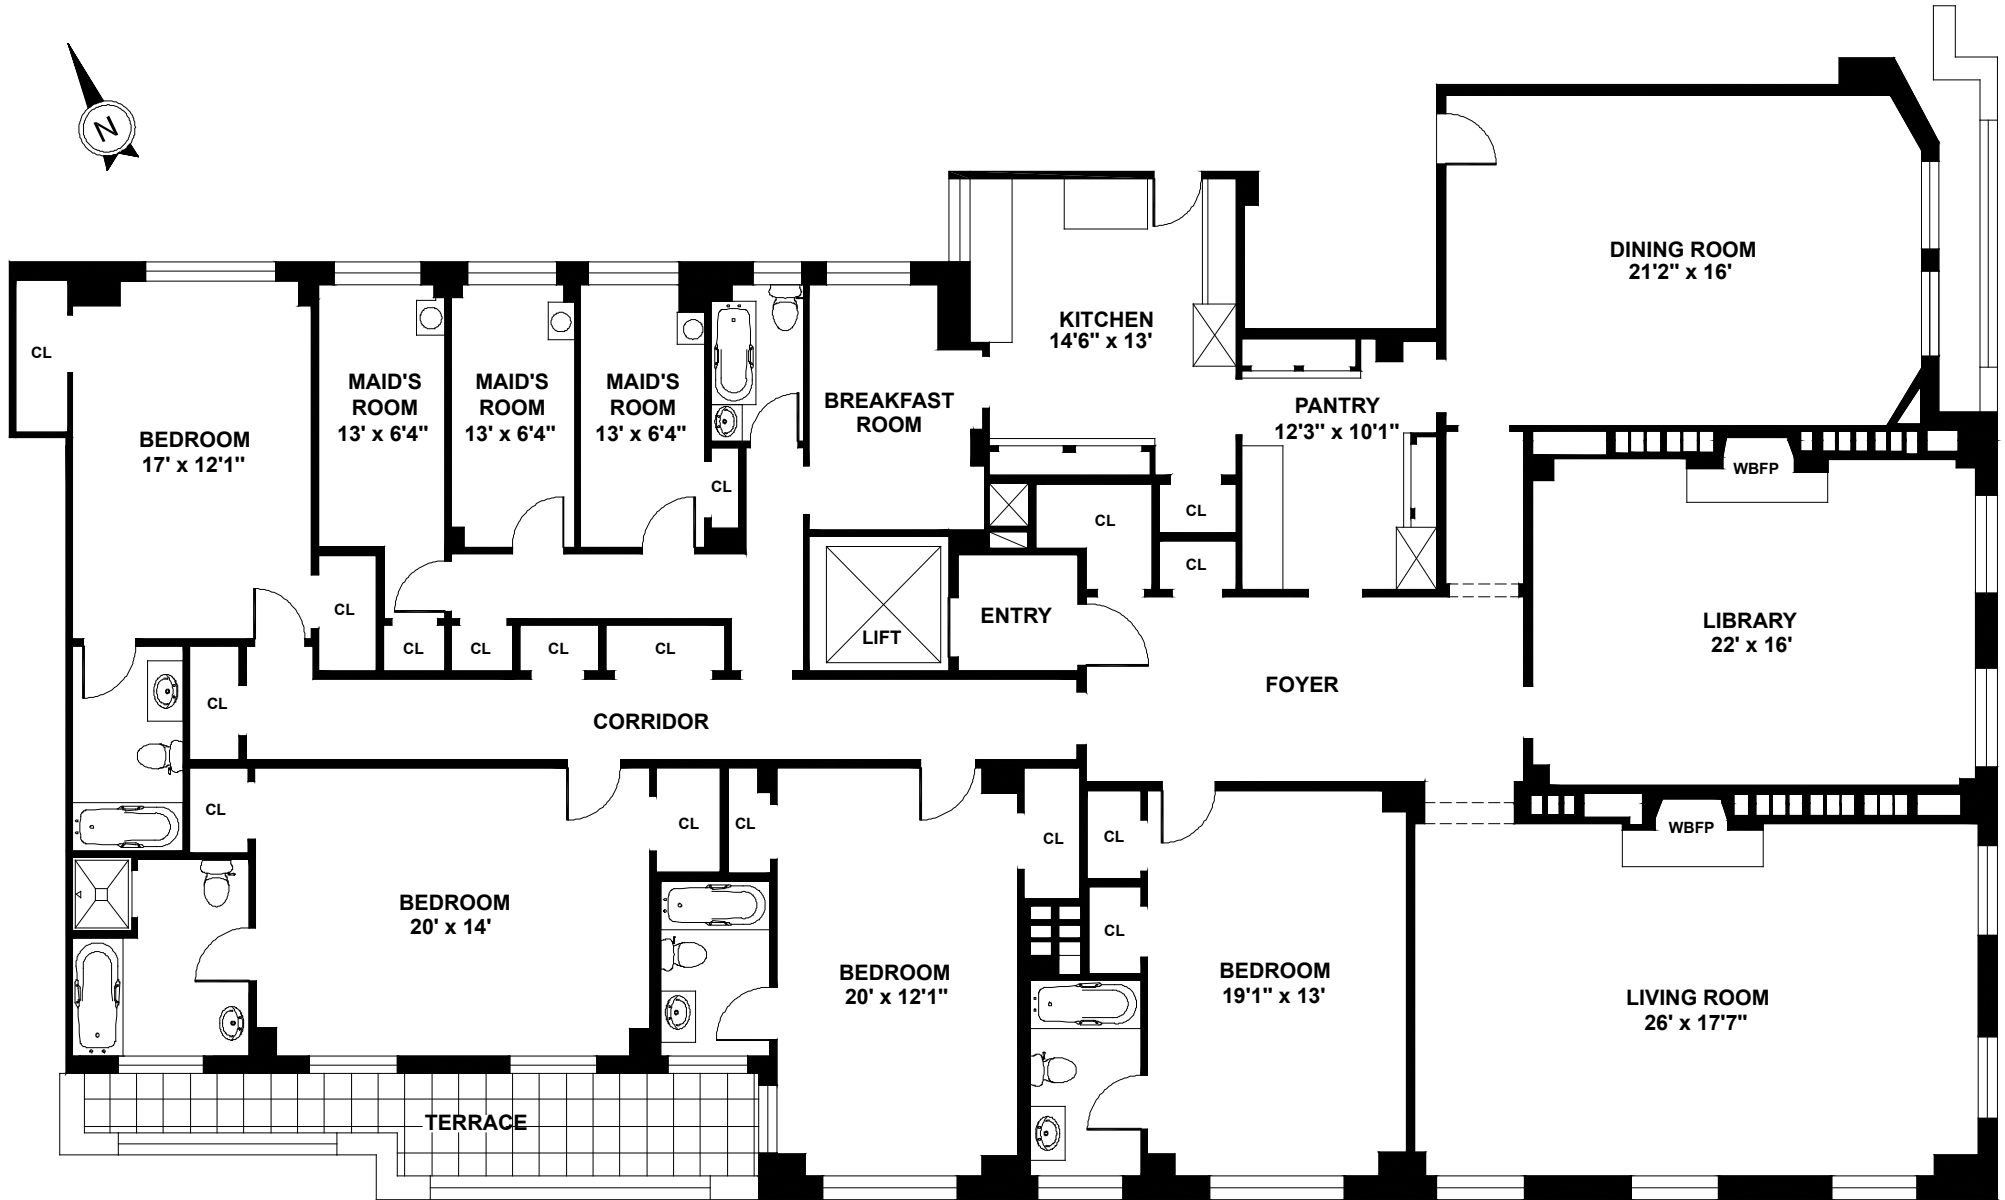 N
DINING ROOM
21'2" x 16'
KITCHEN
14'6" x 13'
CL
MAID'S
ROOM
13' x 6'4"
MAID'S
ROOM
13' x 6'4"
MAID'S
ROOM
13' x 6'4"
BREAKFAST
ROOM
PANTRY
12'3" x 10'1"
BEDROOM
17' x 12'1"
WBFP
CL
CL
CL
CL
CL
ENTRY
LIFT
LIBRARY
22' x 16'
CL
CL
CL
CL
FOYER
CL
CORRIDOR
CL
CL
CL
CL
CL
WBFP
BEDROOM
20' x 14'
CL
BEDROOM
20' x 12'1"
BEDROOM
19'1" x 13'
LIVING ROOM
26' x 17'7"
TERRACE